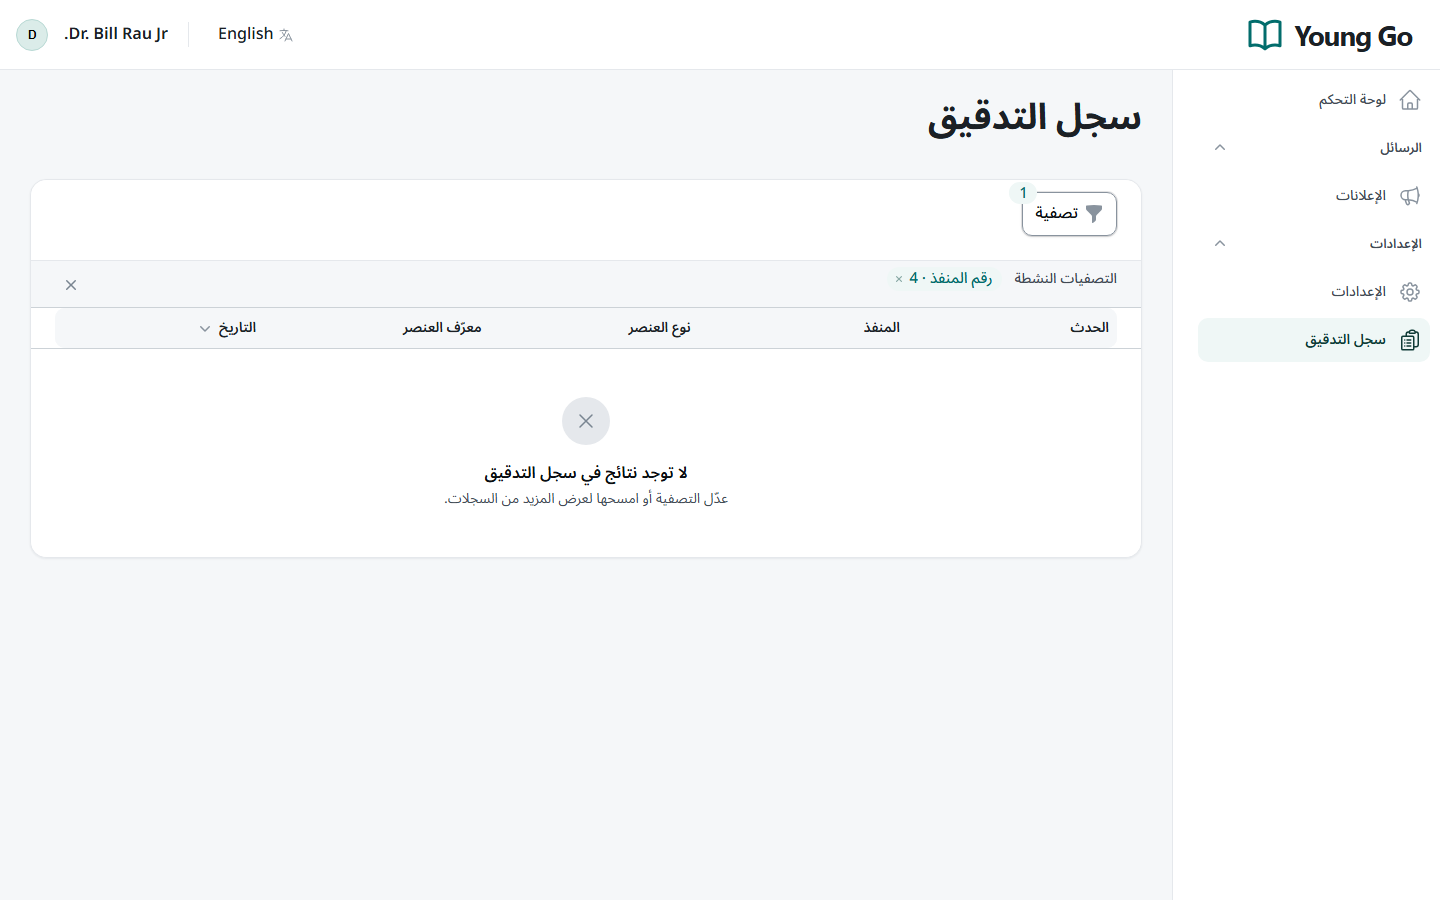 Young Go
English
Dr. Bill Rau Jr.
D
لوحة التحكم
الرسائل
الإعلانات
الإعدادات
الإعدادات
سجل التدقيق
سجل التدقيق
تصفية
1
التصفيات النشطة
رقم المنفذ · 4
الحدث
المنفذ
نوع العنصر
معرّف العنصر
التاريخ
لا توجد نتائج في سجل التدقيق
عدّل التصفية أو امسحها لعرض المزيد من السجلات.